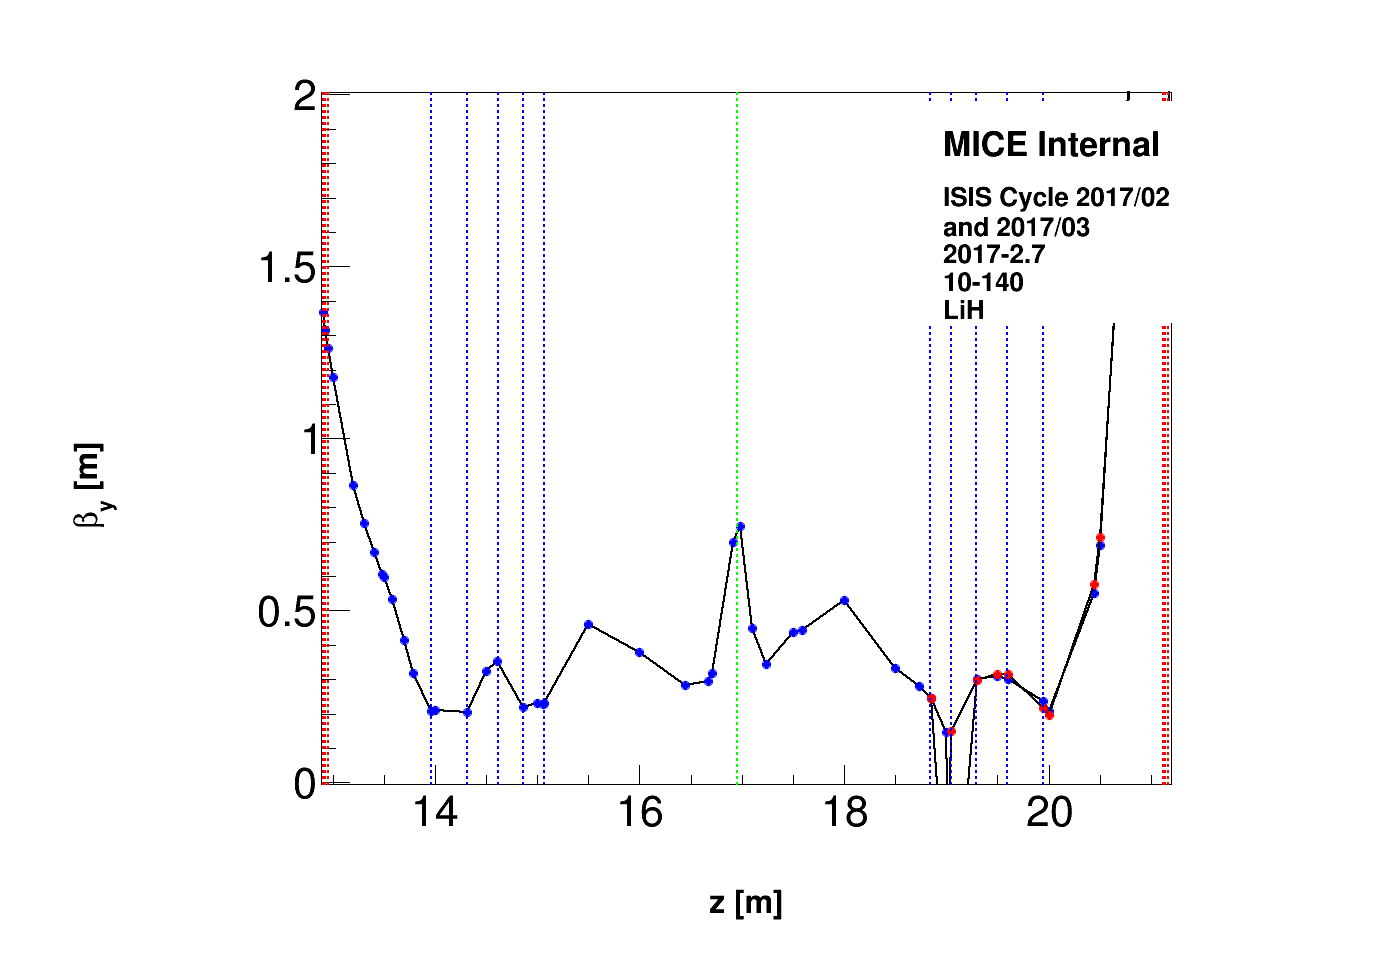 2
1.5
1
0.5
0
β_y [m]
MICE Internal
ISIS Cycle 2017/02
and 2017/03
2017-2.7
10-140
LiH
14 16 18 20
z [m]